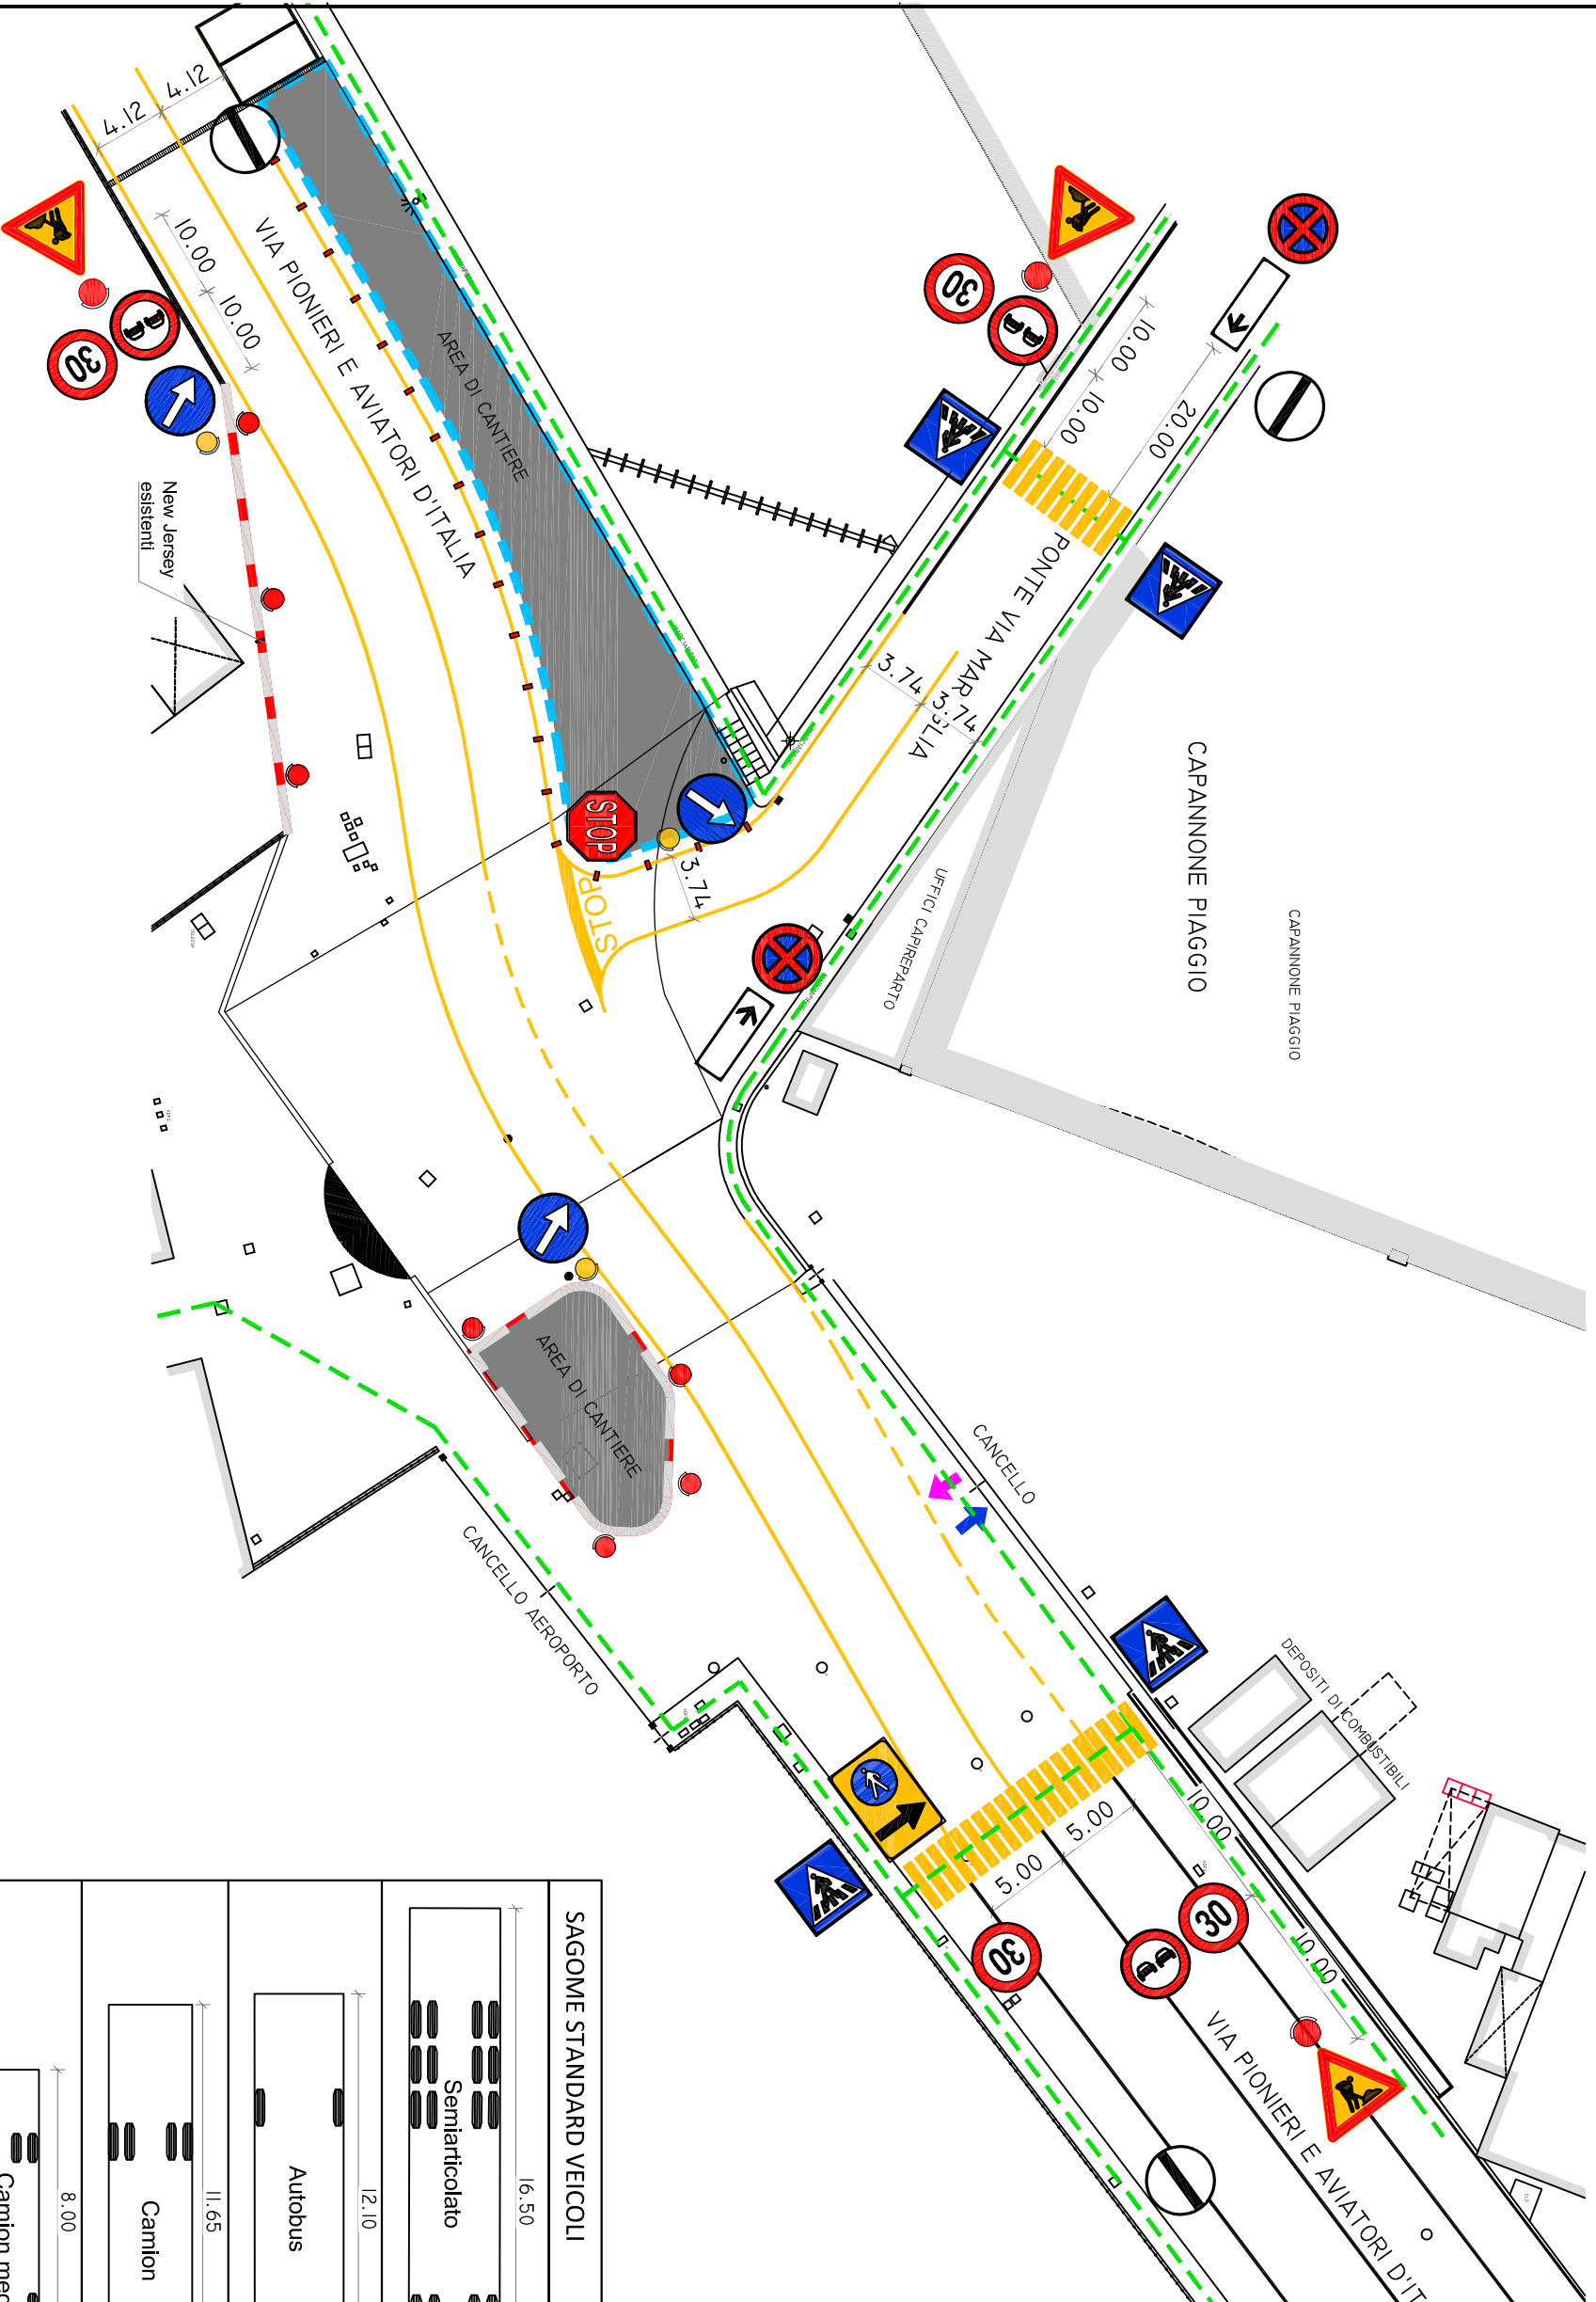 4.12
4.12
10.00
10.00
VIA PIONIERI E AVIATORI D'ITALIA
AREA DI CANTIERE
30
30
10.00
10.00
20.00
New Jersey
esistenti
PONTE VIA MARSIGLIA
3.74
3.74
3.74
STOP
STOP
CAPANNONE PIAGGIO
CAPANNONE PIAGGIO
UFFICI CAPIREPARTO
AREA DI CANTIERE
CANCELLO
CANCELLO AEROPORTO
DEPOSITI DI COMBUSTIBILI
5.00
5.00
10.00
10.00
30
30
VIA PIONIERI E AVIATORI D'IT
SAGOME STANDARD VEICOLI
16.50
Semiarticolato
12.10
Autobus
11.65
Camion
8.00
Camion med